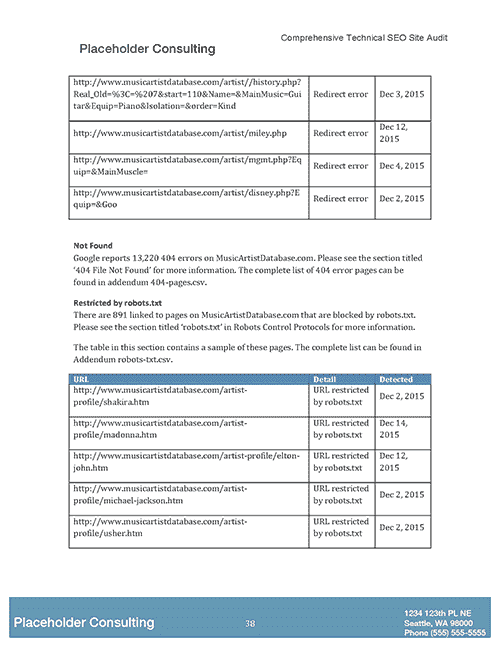 Comprehensive Technical SEO Site Audit
Placeholder Consulting
http://www.musicartistdatabase.com/artist//history.php?
Real_Old=%3C=%207&start=110&Name=&MainMusic=Gui
tar&Equip=Piano&Isolation=&order=Kind
Redirect error
Dec 3, 2015
http://www.musicartistdatabase.com/artist/miley.php
Redirect error
Dec 12,
2015
http://www.musicartistdatabase.com/artist/mgmt.php?Eq
uip=&MainMuscle=
Redirect error
Dec 4, 2015
http://www.musicartistdatabase.com/artist/disney.php?E
quip=&Goo
Redirect error
Dec 2, 2015
Not Found
Google reports 13,220 404 errors on MusicArtistDatabase.com. Please see the section titled
‘404 File Not Found’ for more information. The complete list of 404 error pages can be
found in addendum 404-pages.csv.
Restricted by robots.txt
There are 891 linked to pages on MusicArtistDatabase.com that are blocked by robots.txt.
Please see the section titled ‘robots.txt’ in Robots Control Protocols for more information.
The table in this section contains a sample of these pages. The complete list can be found in
Addendum robots-txt.csv.
URL
Detail
Detected
http://www.musicartistdatabase.com/artist-
profile/shakira.htm
URL restricted
by robots.txt
Dec 2, 2015
http://www.musicartistdatabase.com/artist-
profile/madonna.htm
URL restricted
by robots.txt
Dec 14,
2015
http://www.musicartistdatabase.com/artist-profile/elton-
john.htm
URL restricted
by robots.txt
Dec 12,
2015
http://www.musicartistdatabase.com/artist-
profile/michael-jackson.htm
URL restricted
by robots.txt
Dec 2, 2015
http://www.musicartistdatabase.com/artist-
profile/usher.htm
URL restricted
by robots.txt
Dec 2, 2015
Placeholder Consulting
38
1234 123th PL NE
Seattle, WA 98000
Phone (555) 555-5555